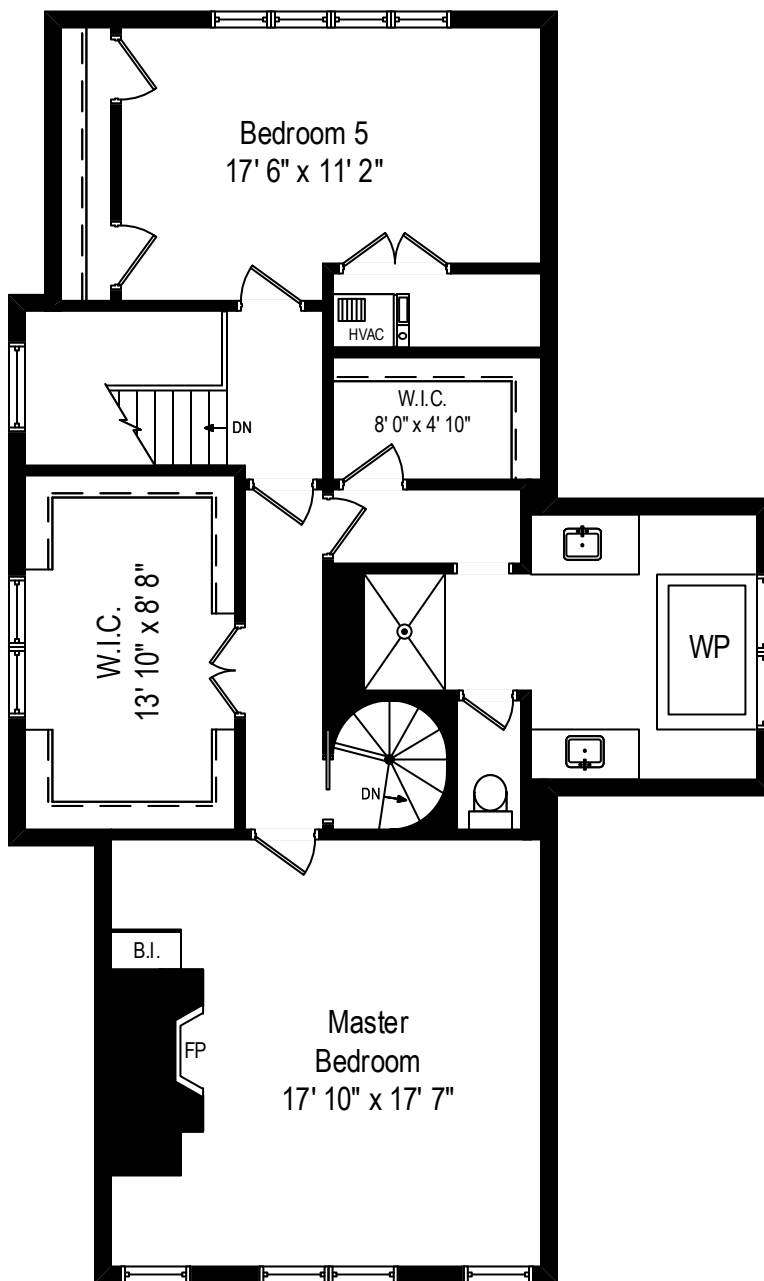 Bedroom 5
17' 6" x 11' 2"
HVAC
W.I.C.
8' 0" x 4' 10"
DN
W.I.C.
13' 10" x 8' 8"
WP
DN
B.I.
FP
Master
Bedroom
17' 10" x 17' 7"